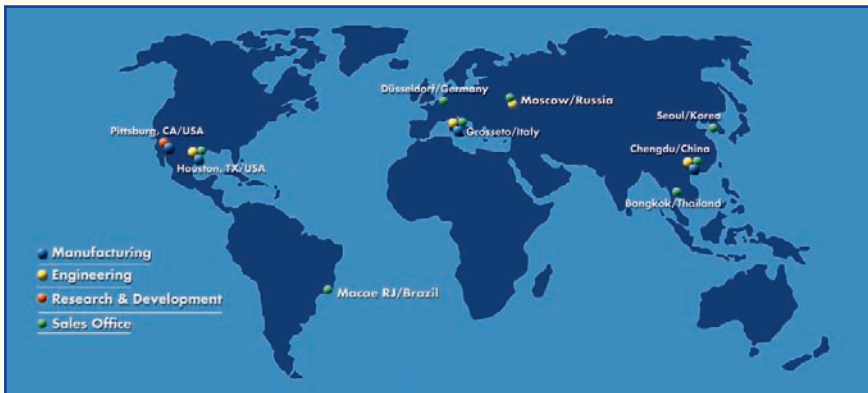 Düsseldorf/Germany
Moscow/Russia
Seoul/Korea
Pittsburg, CA/USA
Grosseto/Italy
Chengdu/China
Houston, TX/USA
Bangkok/Thailand
Manufacturing
Engineering
Research & Development
Macae RJ/Brazil
Sales Office